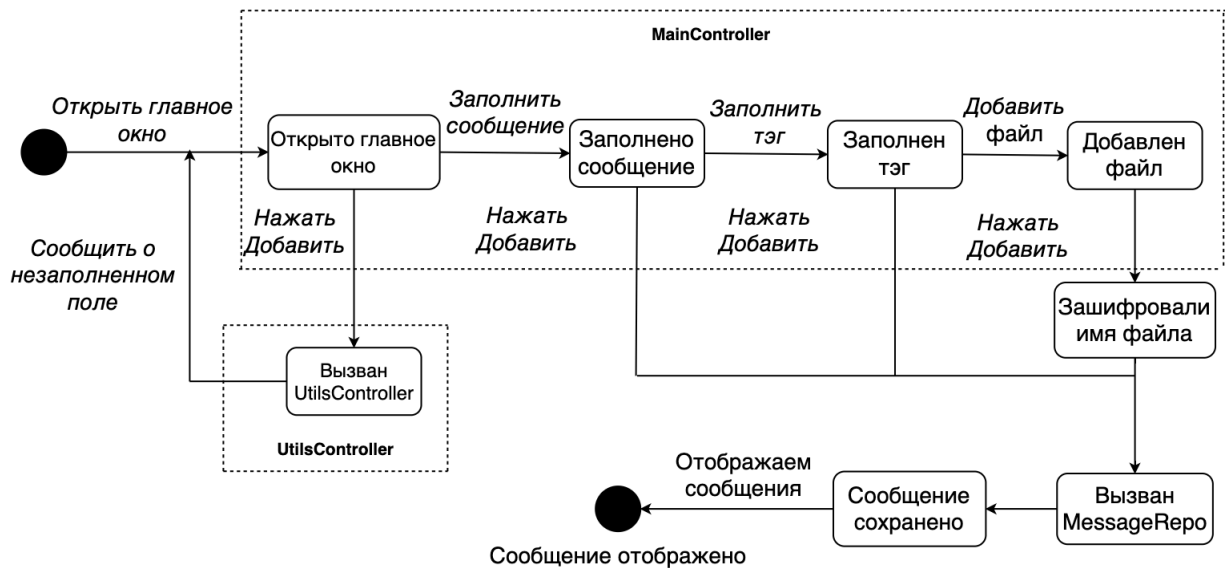 MainController
Открыть главное
окно
Открыто главное
окно
Заполнить
сообщение
Заполнено
сообщение
Заполнить
тэг
Заполнен
тэг
Добавить
файл
Добавлен
файл
Нажать
Добавить
Нажать
Добавить
Нажать
Добавить
Нажать
Добавить
Сообщить о
незаполненном
поле
Зашифровали
имя файла
Вызван
UtilsController
UtilsController
Отображаем
сообщения
Сообщение
сохранено
Вызван
MessageRepo
Сообщение отображено